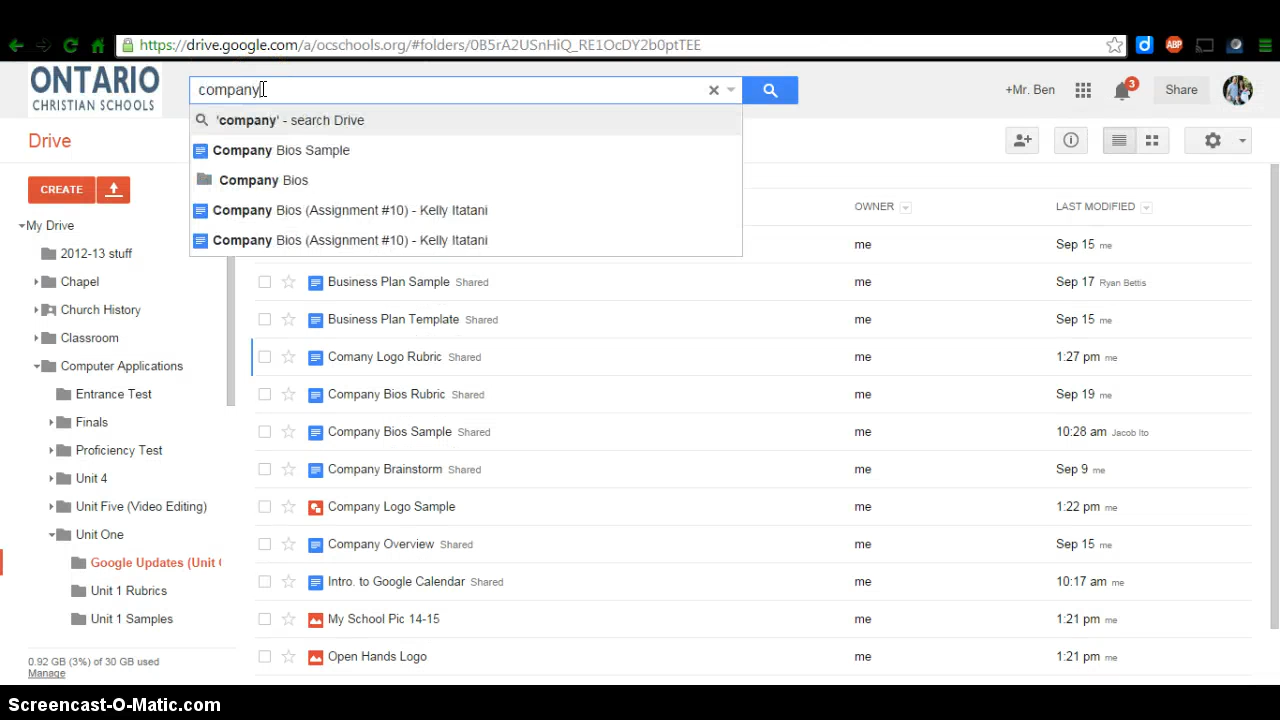 https://drive.google.com/a/ocschools.org/#folders/0B5rA2USnHiQ_RE1OcDY2b0ptTEE
ABP
ONTARIO
CHRISTIAN SCHOOLS
company
+Mr. Ben
3
Share
'company' - search Drive
Company Bios Sample
Company Bios
Company Bios (Assignment #10) - Kelly Itatani
Company Bios (Assignment #10) - Kelly Itatani
Drive
CREATE
My Drive
2012-13 stuff
Chapel
Church History
Classroom
Computer Applications
Entrance Test
Finals
Proficiency Test
Unit 4
Unit Five (Video Editing)
Unit One
Google Updates (Unit
Unit 1 Rubrics
Unit 1 Samples
0.92 GB (3%) of 30 GB used
Manage
OWNER LAST MODIFIED
me Sep 15 me
Business Plan Sample Shared me Sep 17 Ryan Bettis
Business Plan Template Shared me Sep 15 me
Comany Logo Rubric Shared me 1:27 pm me
Company Bios Rubric Shared me Sep 19 me
Company Bios Sample Shared me 10:28 am Jacob Ito
Company Brainstorm Shared me Sep 9 me
Company Logo Sample me 1:22 pm me
Company Overview Shared me Sep 15 me
Intro. to Google Calendar Shared me 10:17 am me
My School Pic 14-15 me 1:21 pm me
Open Hands Logo me 1:21 pm me
Screencast-O-Matic.com